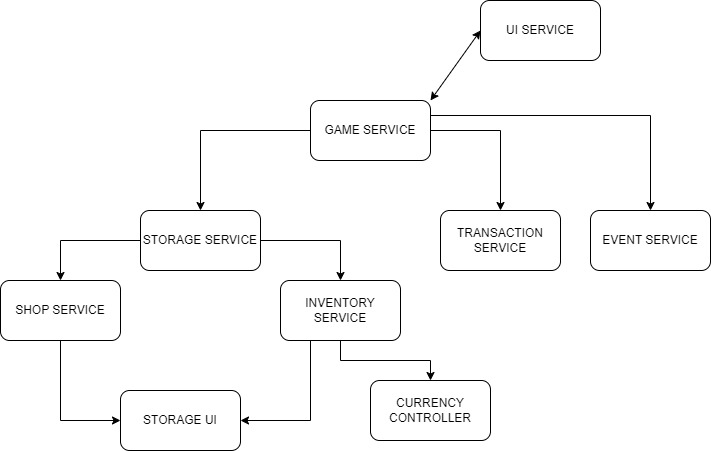 UI SERVICE
GAME SERVICE
STORAGE SERVICE
TRANSACTION
SERVICE
EVENT SERVICE
SHOP SERVICE
INVENTORY
SERVICE
STORAGE UI
CURRENCY
CONTROLLER